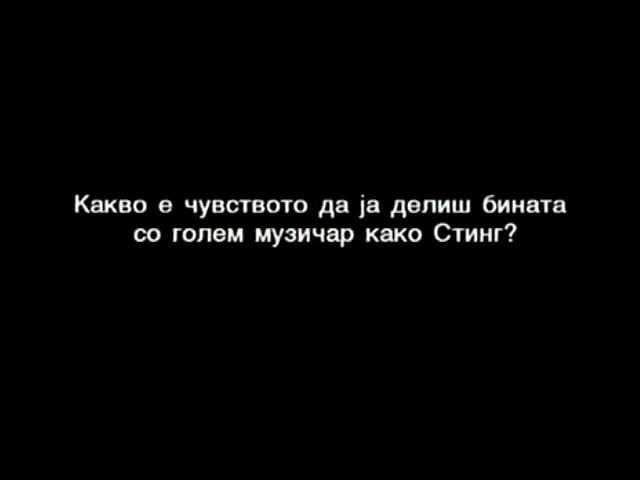 Какво е чувството да ја делиш бината
со голем музичар како Стинг?